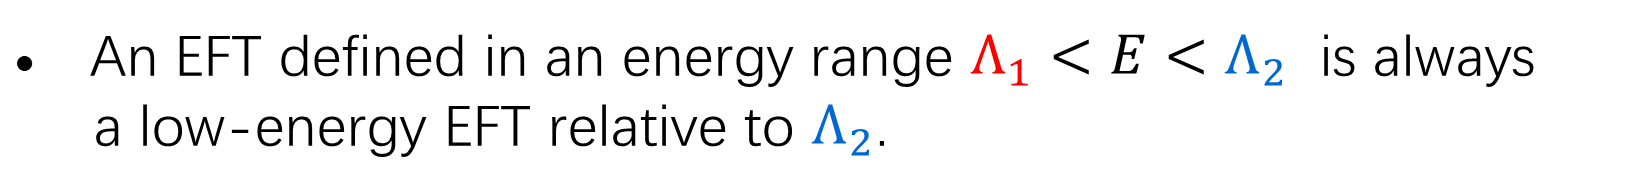 • An EFT defined in an energy range Λ₁ < E < Λ₂ is always
a low-energy EFT relative to Λ₂.